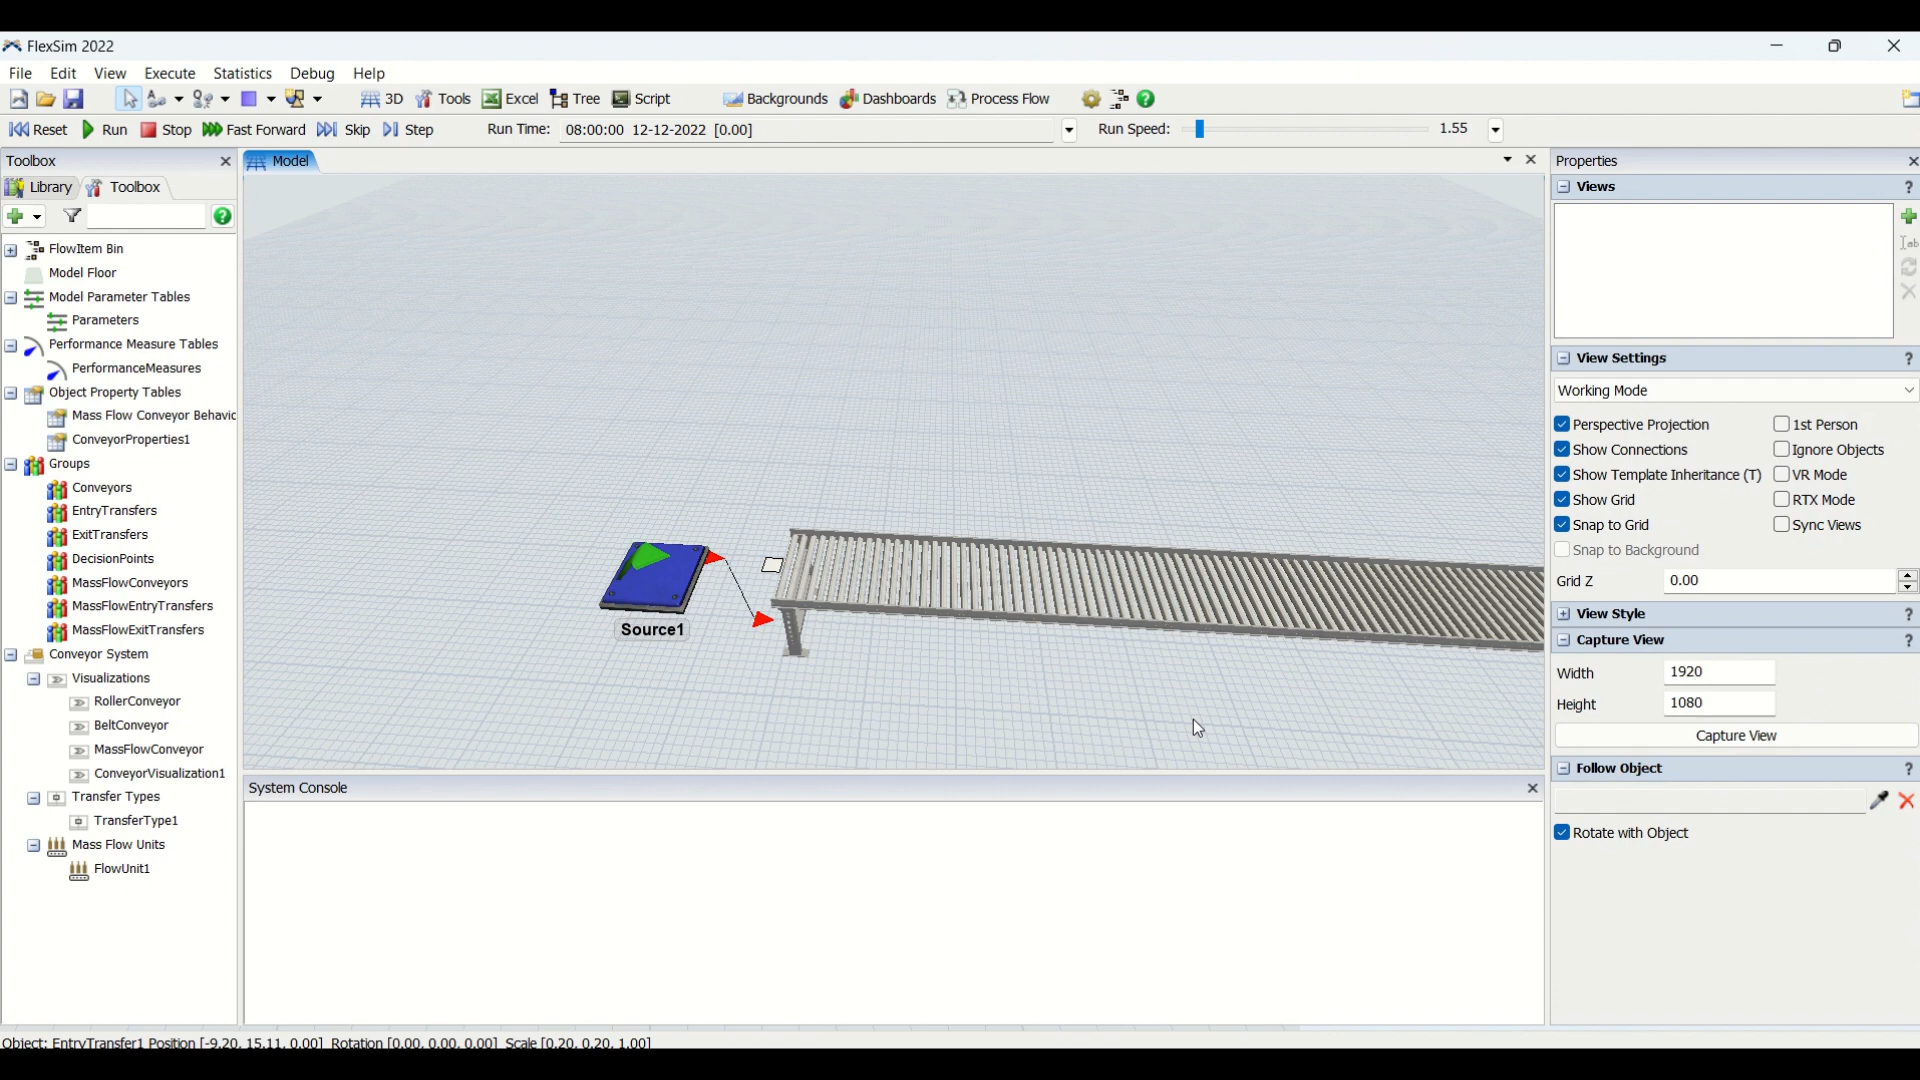 FlexSim 2022
File Edit View Execute Statistics Debug Help
3D Tools Excel Tree Script Backgrounds Dashboards Process Flow
Reset Run Stop Fast Forward Skip Step Run Time: 08:00:00 12-12-2022 [0.00] Run Speed: 1.55
Toolbox
Library Toolbox
FlowItem Bin
Model Floor
Model Parameter Tables
Parameters
Performance Measure Tables
PerformanceMeasures
Object Property Tables
Mass Flow Conveyor Behavio
ConveyorProperties1
Groups
Conveyors
EntryTransfers
ExitTransfers
DecisionPoints
MassFlowConveyors
MassFlowEntryTransfers
MassFlowExitTransfers
Conveyor System
Visualizations
RollerConveyor
BeltConveyor
MassFlowConveyor
ConveyorVisualization1
Transfer Types
TransferType1
Mass Flow Units
FlowUnit1
Model
Source1
System Console
Properties
Views
View Settings
Working Mode
Perspective Projection 1st Person
Show Connections Ignore Objects
Show Template Inheritance (T) VR Mode
Show Grid RTX Mode
Snap to Grid Sync Views
Snap to Background
Grid Z 0.00
View Style
Capture View
Width 1920
Height 1080
Capture View
Follow Object
Rotate with Object
Object: EntryTransfer1 Position [-9.20, 15.11, 0.00] Rotation [0.00, 0.00, 0.00] Scale [0.20, 0.20, 1.00]